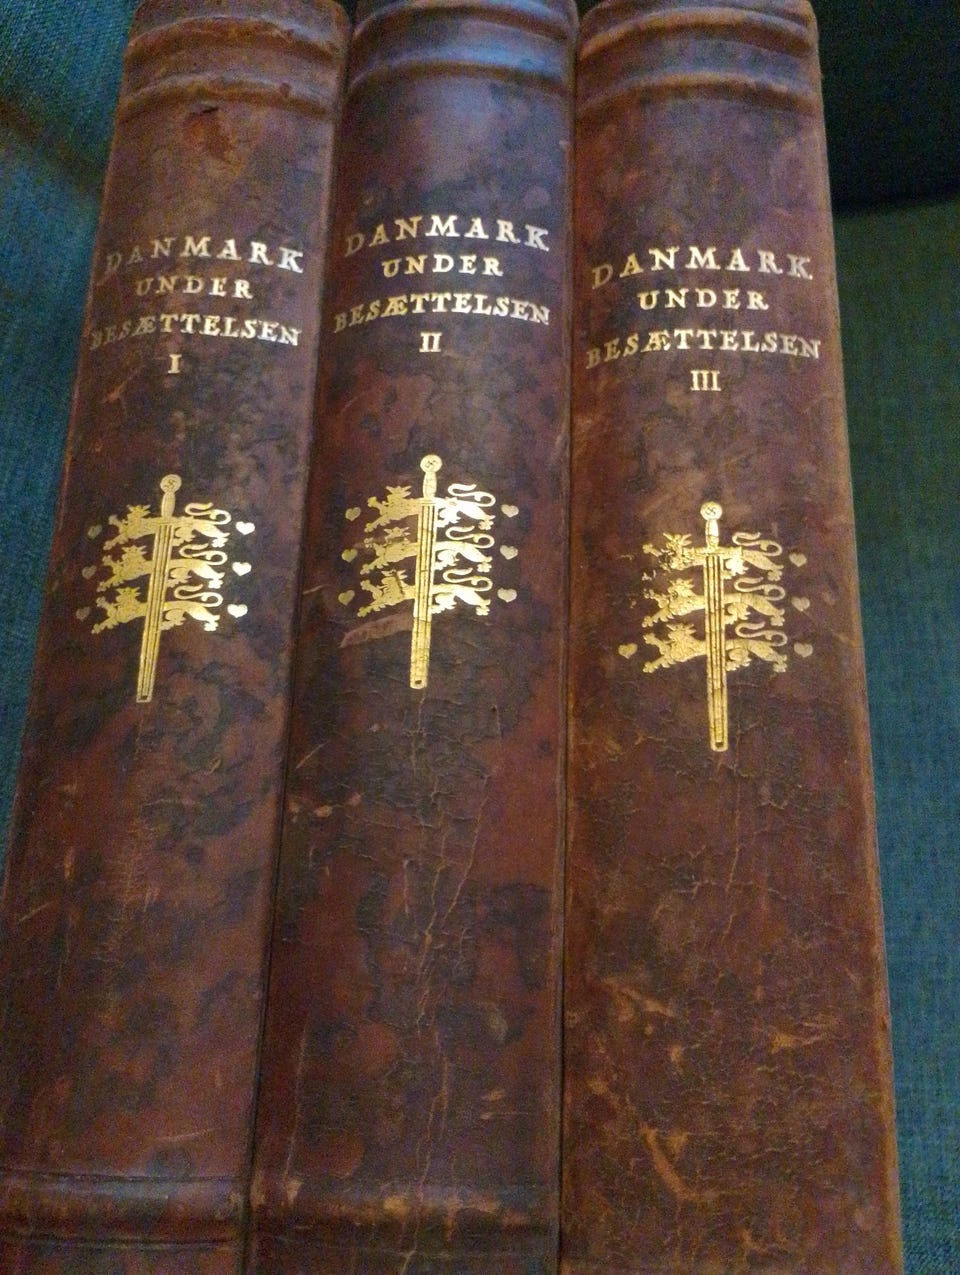 DANMARK
UNDER
BESÆTTELSEN
I
DANMARK
UNDER
BESÆTTELSEN
II
DANMARK
UNDER
BESÆTTELSEN
III